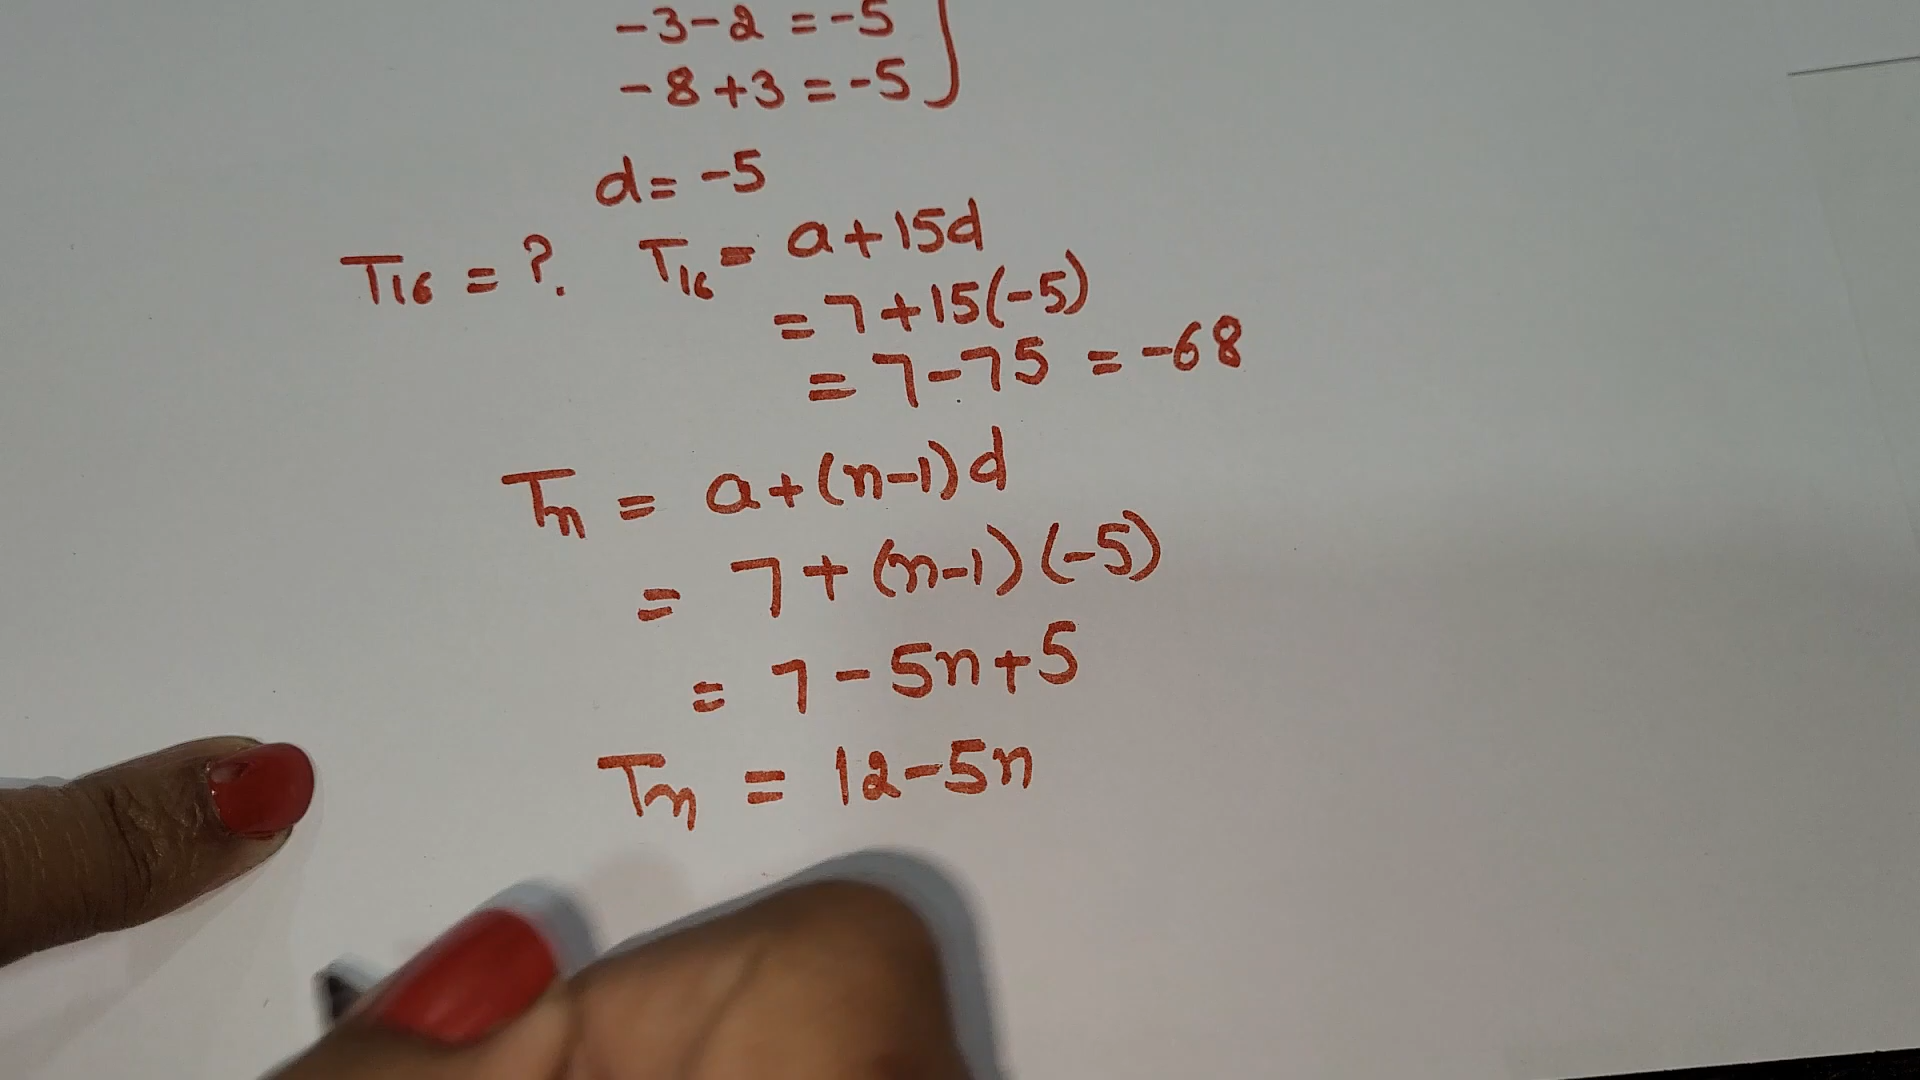 -3-2 = -5
-8+3 = -5
d = -5
T16 = ?. T16 = a+15d
= 7+15(-5)
= 7-75 = -68
Tn = a+(n-1)d
= 7+(n-1)(-5)
= 7-5n+5
Tn = 12-5n